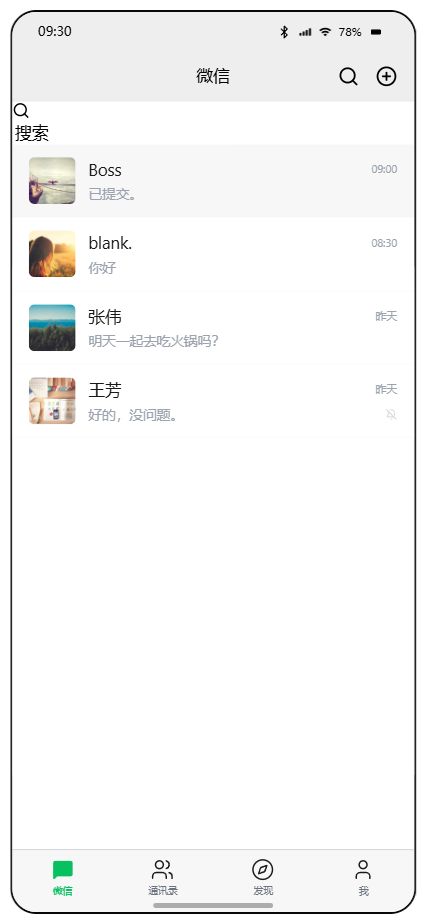 09:30 78%
微信
搜索
Boss 09:00
已提交。
blank. 08:30
你好
张伟 昨天
明天一起去吃火锅吗？
王芳 昨天
好的，没问题。
微信 通讯录 发现 我